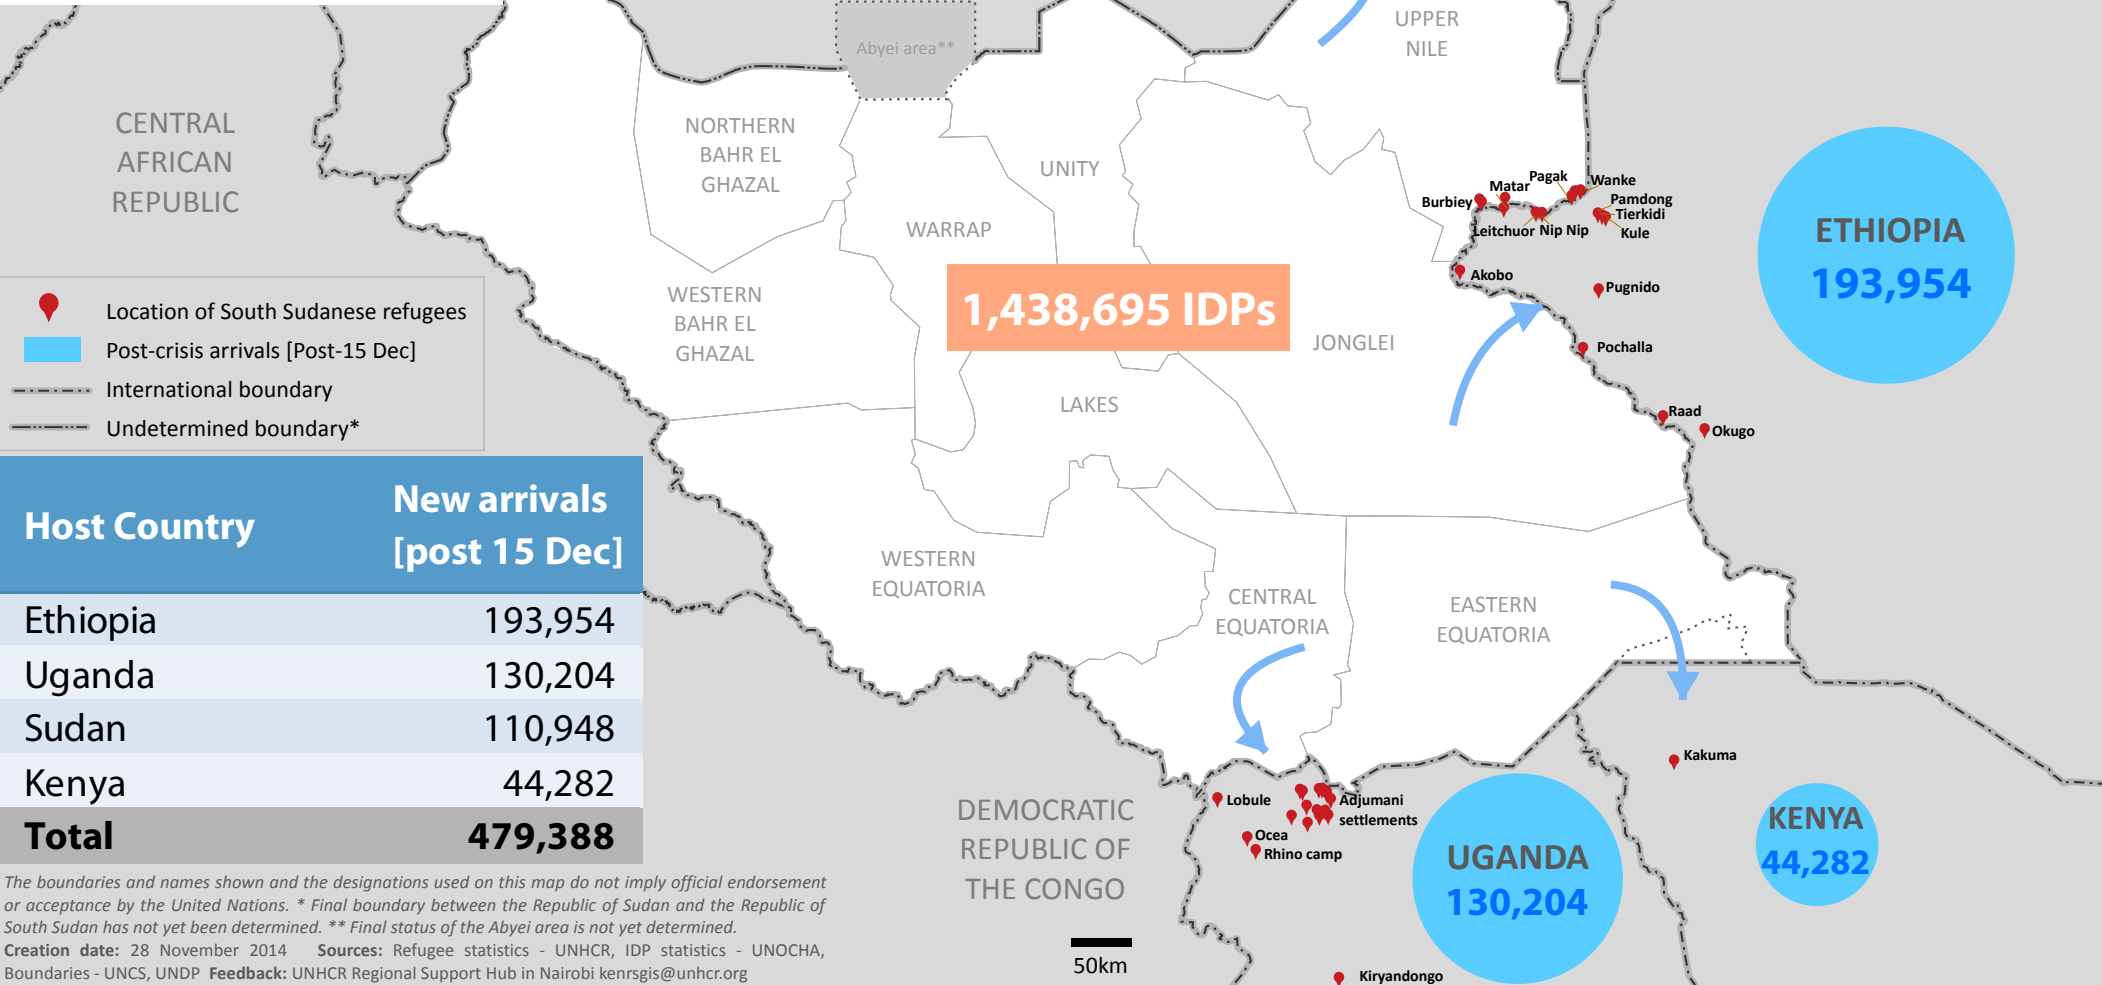 UPPER
NILE
Abyei area**
CENTRAL
AFRICAN
REPUBLIC
NORTHERN
BAHR EL
GHAZAL
UNITY
WARRAP
WESTERN
BAHR EL
GHAZAL
1,438,695 IDPs
JONGLEI
LAKES
WESTERN
EQUATORIA
CENTRAL
EQUATORIA
EASTERN
EQUATORIA
Burbiey
Matar
Pagak
Wanke
Pamdong
Tierkidi
Kule
Leitchuor
Nip Nip
Akobo
Pugnido
Pochalla
Raad
Okugo
ETHIOPIA
193,954
Location of South Sudanese refugees
Post-crisis arrivals [Post-15 Dec]
International boundary
Undetermined boundary*
Host Country
New arrivals
[post 15 Dec]
Ethiopia 193,954
Uganda 130,204
Sudan 110,948
Kenya 44,282
Total 479,388
Kakuma
KENYA
44,282
DEMOCRATIC
REPUBLIC OF
THE CONGO
Lobule
Adjumani
settlements
Ocea
Rhino camp
UGANDA
130,204
50km
Kiryandongo
The boundaries and names shown and the designations used on this map do not imply official endorsement
or acceptance by the United Nations. * Final boundary between the Republic of Sudan and the Republic of
South Sudan has not yet been determined. ** Final status of the Abyei area is not yet determined.
Creation date: 28 November 2014 Sources: Refugee statistics - UNHCR, IDP statistics - UNOCHA,
Boundaries - UNCS, UNDP Feedback: UNHCR Regional Support Hub in Nairobi kenrsgis@unhcr.org